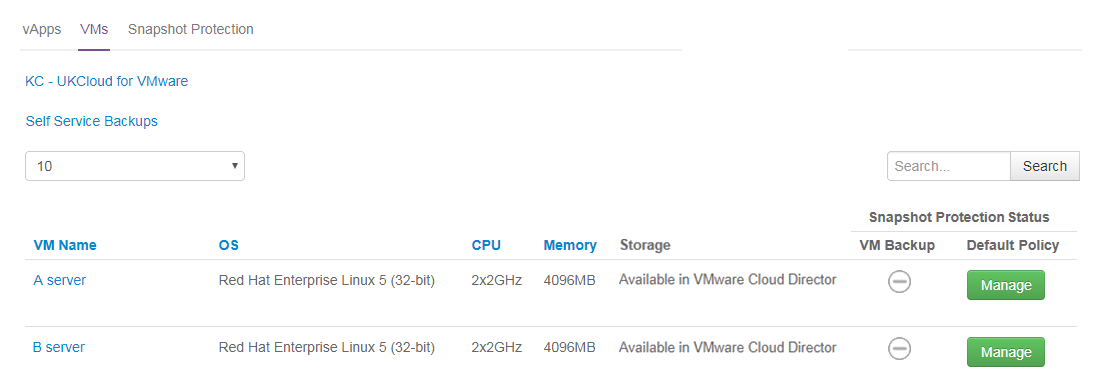 vApps VMs Snapshot Protection
KC - UKCloud for VMware
Self Service Backups
10 Search... Search
Snapshot Protection Status
VM Name OS CPU Memory Storage VM Backup Default Policy
A server Red Hat Enterprise Linux 5 (32-bit) 2x2GHz 4096MB Available in VMware Cloud Director Manage
B server Red Hat Enterprise Linux 5 (32-bit) 2x2GHz 4096MB Available in VMware Cloud Director Manage